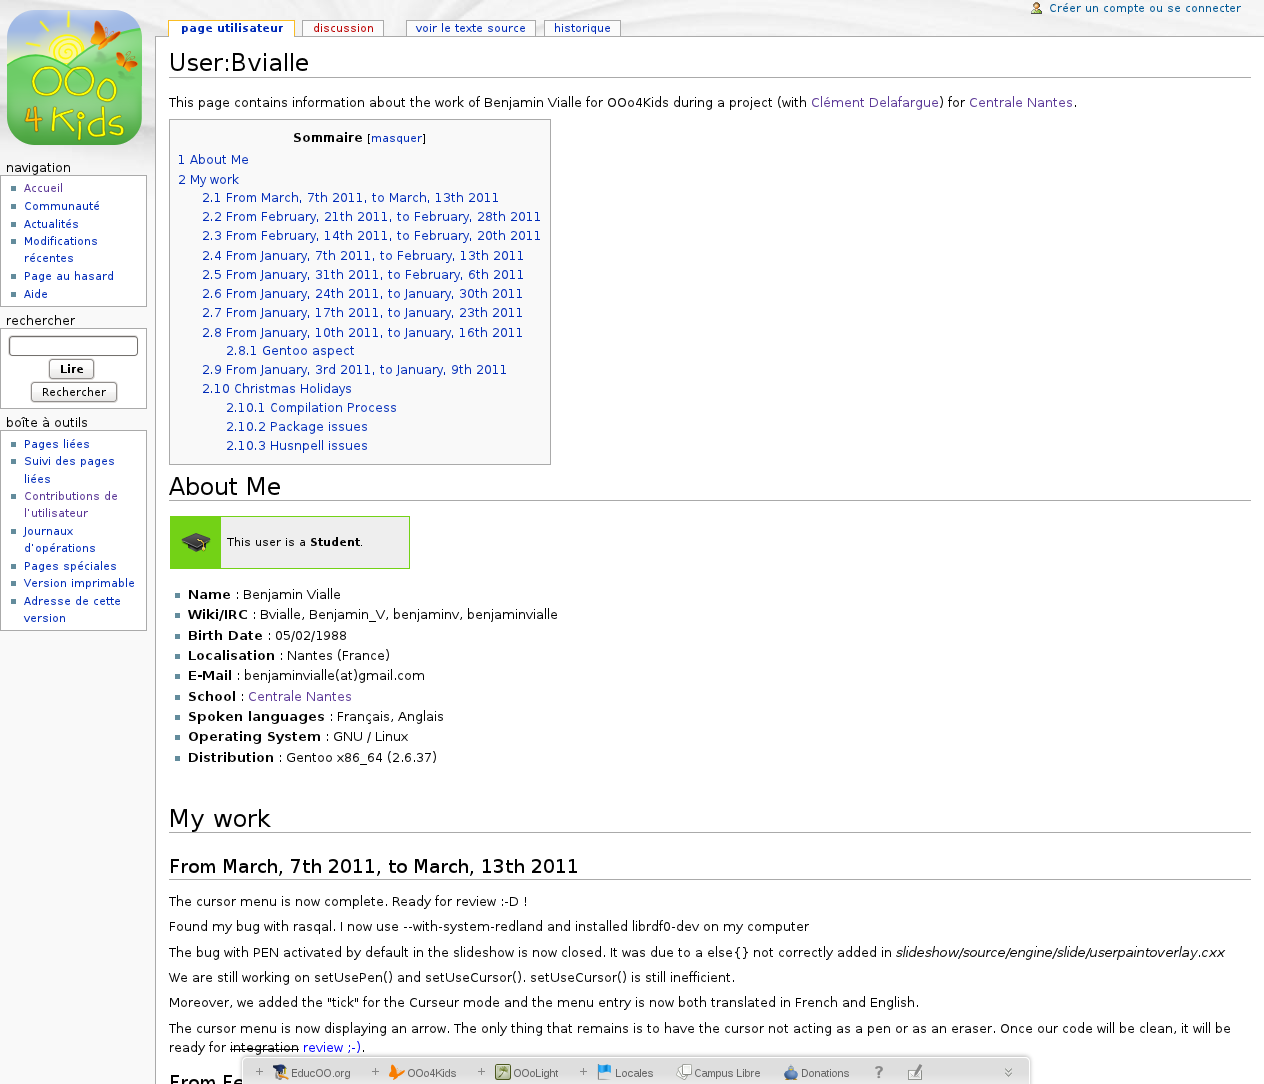 Créer un compte ou se connecter
page utilisateur
discussion
voir le texte source
historique
OOo
4 Kids
navigation
Accueil
Communauté
Actualités
Modifications
récentes
Page au hasard
Aide
rechercher
Lire
Rechercher
boîte à outils
Pages liées
Suivi des pages
liées
Contributions de
l'utilisateur
Journaux
d'opérations
Pages spéciales
Version imprimable
Adresse de cette
version
User:Bvialle
This page contains information about the work of Benjamin Vialle for OOo4Kids during a project (with Clément Delafargue) for Centrale Nantes.
Sommaire [masquer]
1 About Me
2 My work
2.1 From March, 7th 2011, to March, 13th 2011
2.2 From February, 21th 2011, to February, 28th 2011
2.3 From February, 14th 2011, to February, 20th 2011
2.4 From January, 7th 2011, to February, 13th 2011
2.5 From January, 31th 2011, to February, 6th 2011
2.6 From January, 24th 2011, to January, 30th 2011
2.7 From January, 17th 2011, to January, 23th 2011
2.8 From January, 10th 2011, to January, 16th 2011
2.8.1 Gentoo aspect
2.9 From January, 3rd 2011, to January, 9th 2011
2.10 Christmas Holidays
2.10.1 Compilation Process
2.10.2 Package issues
2.10.3 Husnpell issues
About Me
This user is a Student.
Name : Benjamin Vialle
Wiki/IRC : Bvialle, Benjamin_V, benjaminv, benjaminvialle
Birth Date : 05/02/1988
Localisation : Nantes (France)
E-Mail : benjaminvialle(at)gmail.com
School : Centrale Nantes
Spoken languages : Français, Anglais
Operating System : GNU / Linux
Distribution : Gentoo x86_64 (2.6.37)
My work
From March, 7th 2011, to March, 13th 2011
The cursor menu is now complete. Ready for review :-D !
Found my bug with rasqal. I now use --with-system-redland and installed librdf0-dev on my computer
The bug with PEN activated by default in the slideshow is now closed. It was due to a else{} not correctly added in slideshow/source/engine/slide/userpaintoverlay.cxx
We are still working on setUsePen() and setUseCursor(). setUseCursor() is still inefficient.
Moreover, we added the "tick" for the Curseur mode and the menu entry is now both translated in French and English.
The cursor menu is now displaying an arrow. The only thing that remains is to have the cursor not acting as a pen or as an eraser. Once our code will be clean, it will be
ready for integration review ;-).
From Fe
+ EducOO.org + OOo4Kids + OOoLight + Locales Campus Libre Donations ?